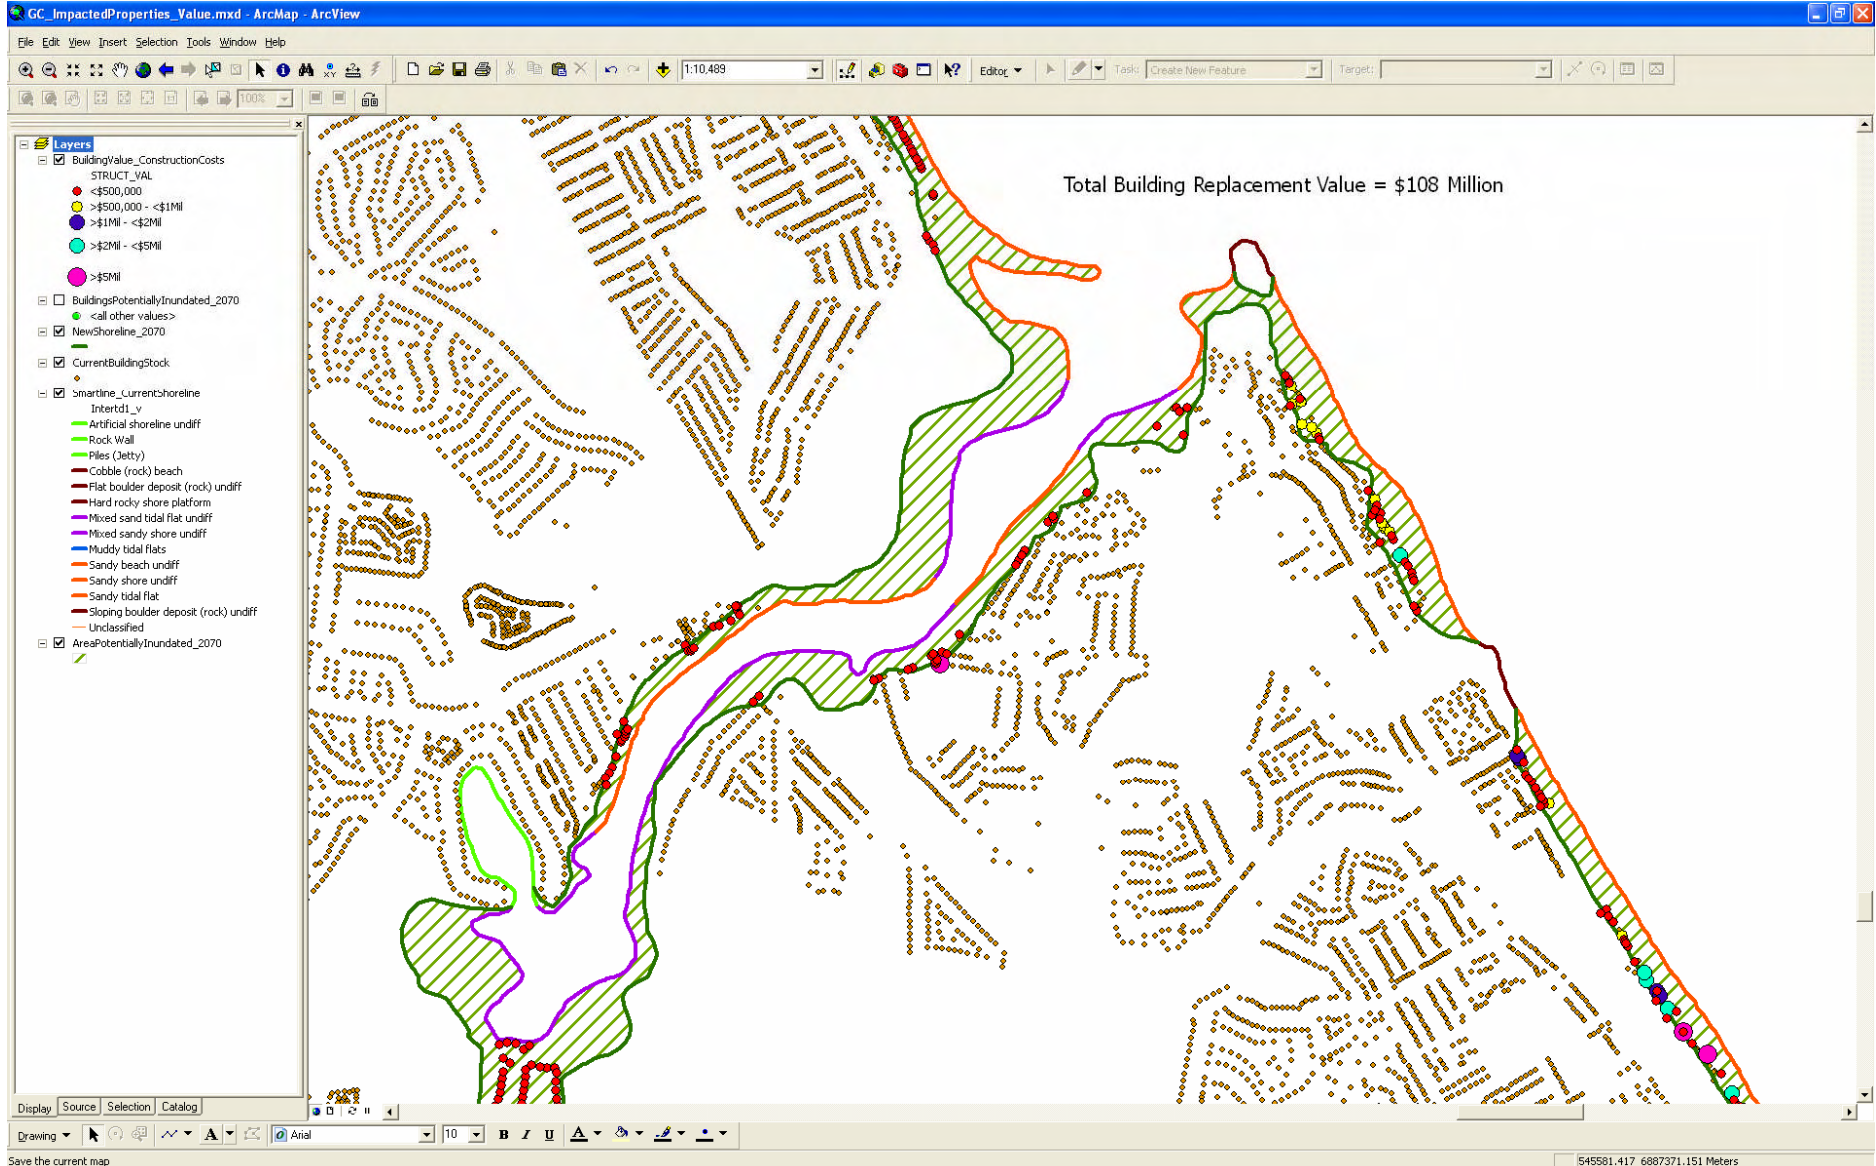 GC_ImpactedProperties_Value.mxd - ArcMap - ArcView
File Edit View Insert Selection Tools Window Help
1:10,489 Editor Task: Create New Feature Target:
100%
Layers
BuildingValue_ConstructionCosts
STRUCT_VAL
<$500,000
>$500,000 - <$1Mil
>$1Mil - <$2Mil
>$2Mil - <$5Mil
>$5Mil
BuildingsPotentiallyInundated_2070
<all other values>
NewShoreline_2070
CurrentBuildingStock
Smartline_CurrentShoreline
Intertd1_v
Artificial shoreline undiff
Rock Wall
Piles (Jetty)
Cobble (rock) beach
Flat boulder deposit (rock) undiff
Hard rocky shore platform
Mixed sand tidal flat undiff
Mixed sandy shore undiff
Muddy tidal flats
Sandy beach undiff
Sandy shore undiff
Sandy tidal flat
Sloping boulder deposit (rock) undiff
Unclassified
AreaPotentiallyInundated_2070
Total Building Replacement Value = $108 Million
Display Source Selection Catalog
Drawing A Arial 10 B I U A
Save the current map 545581.417 6887371.151 Meters